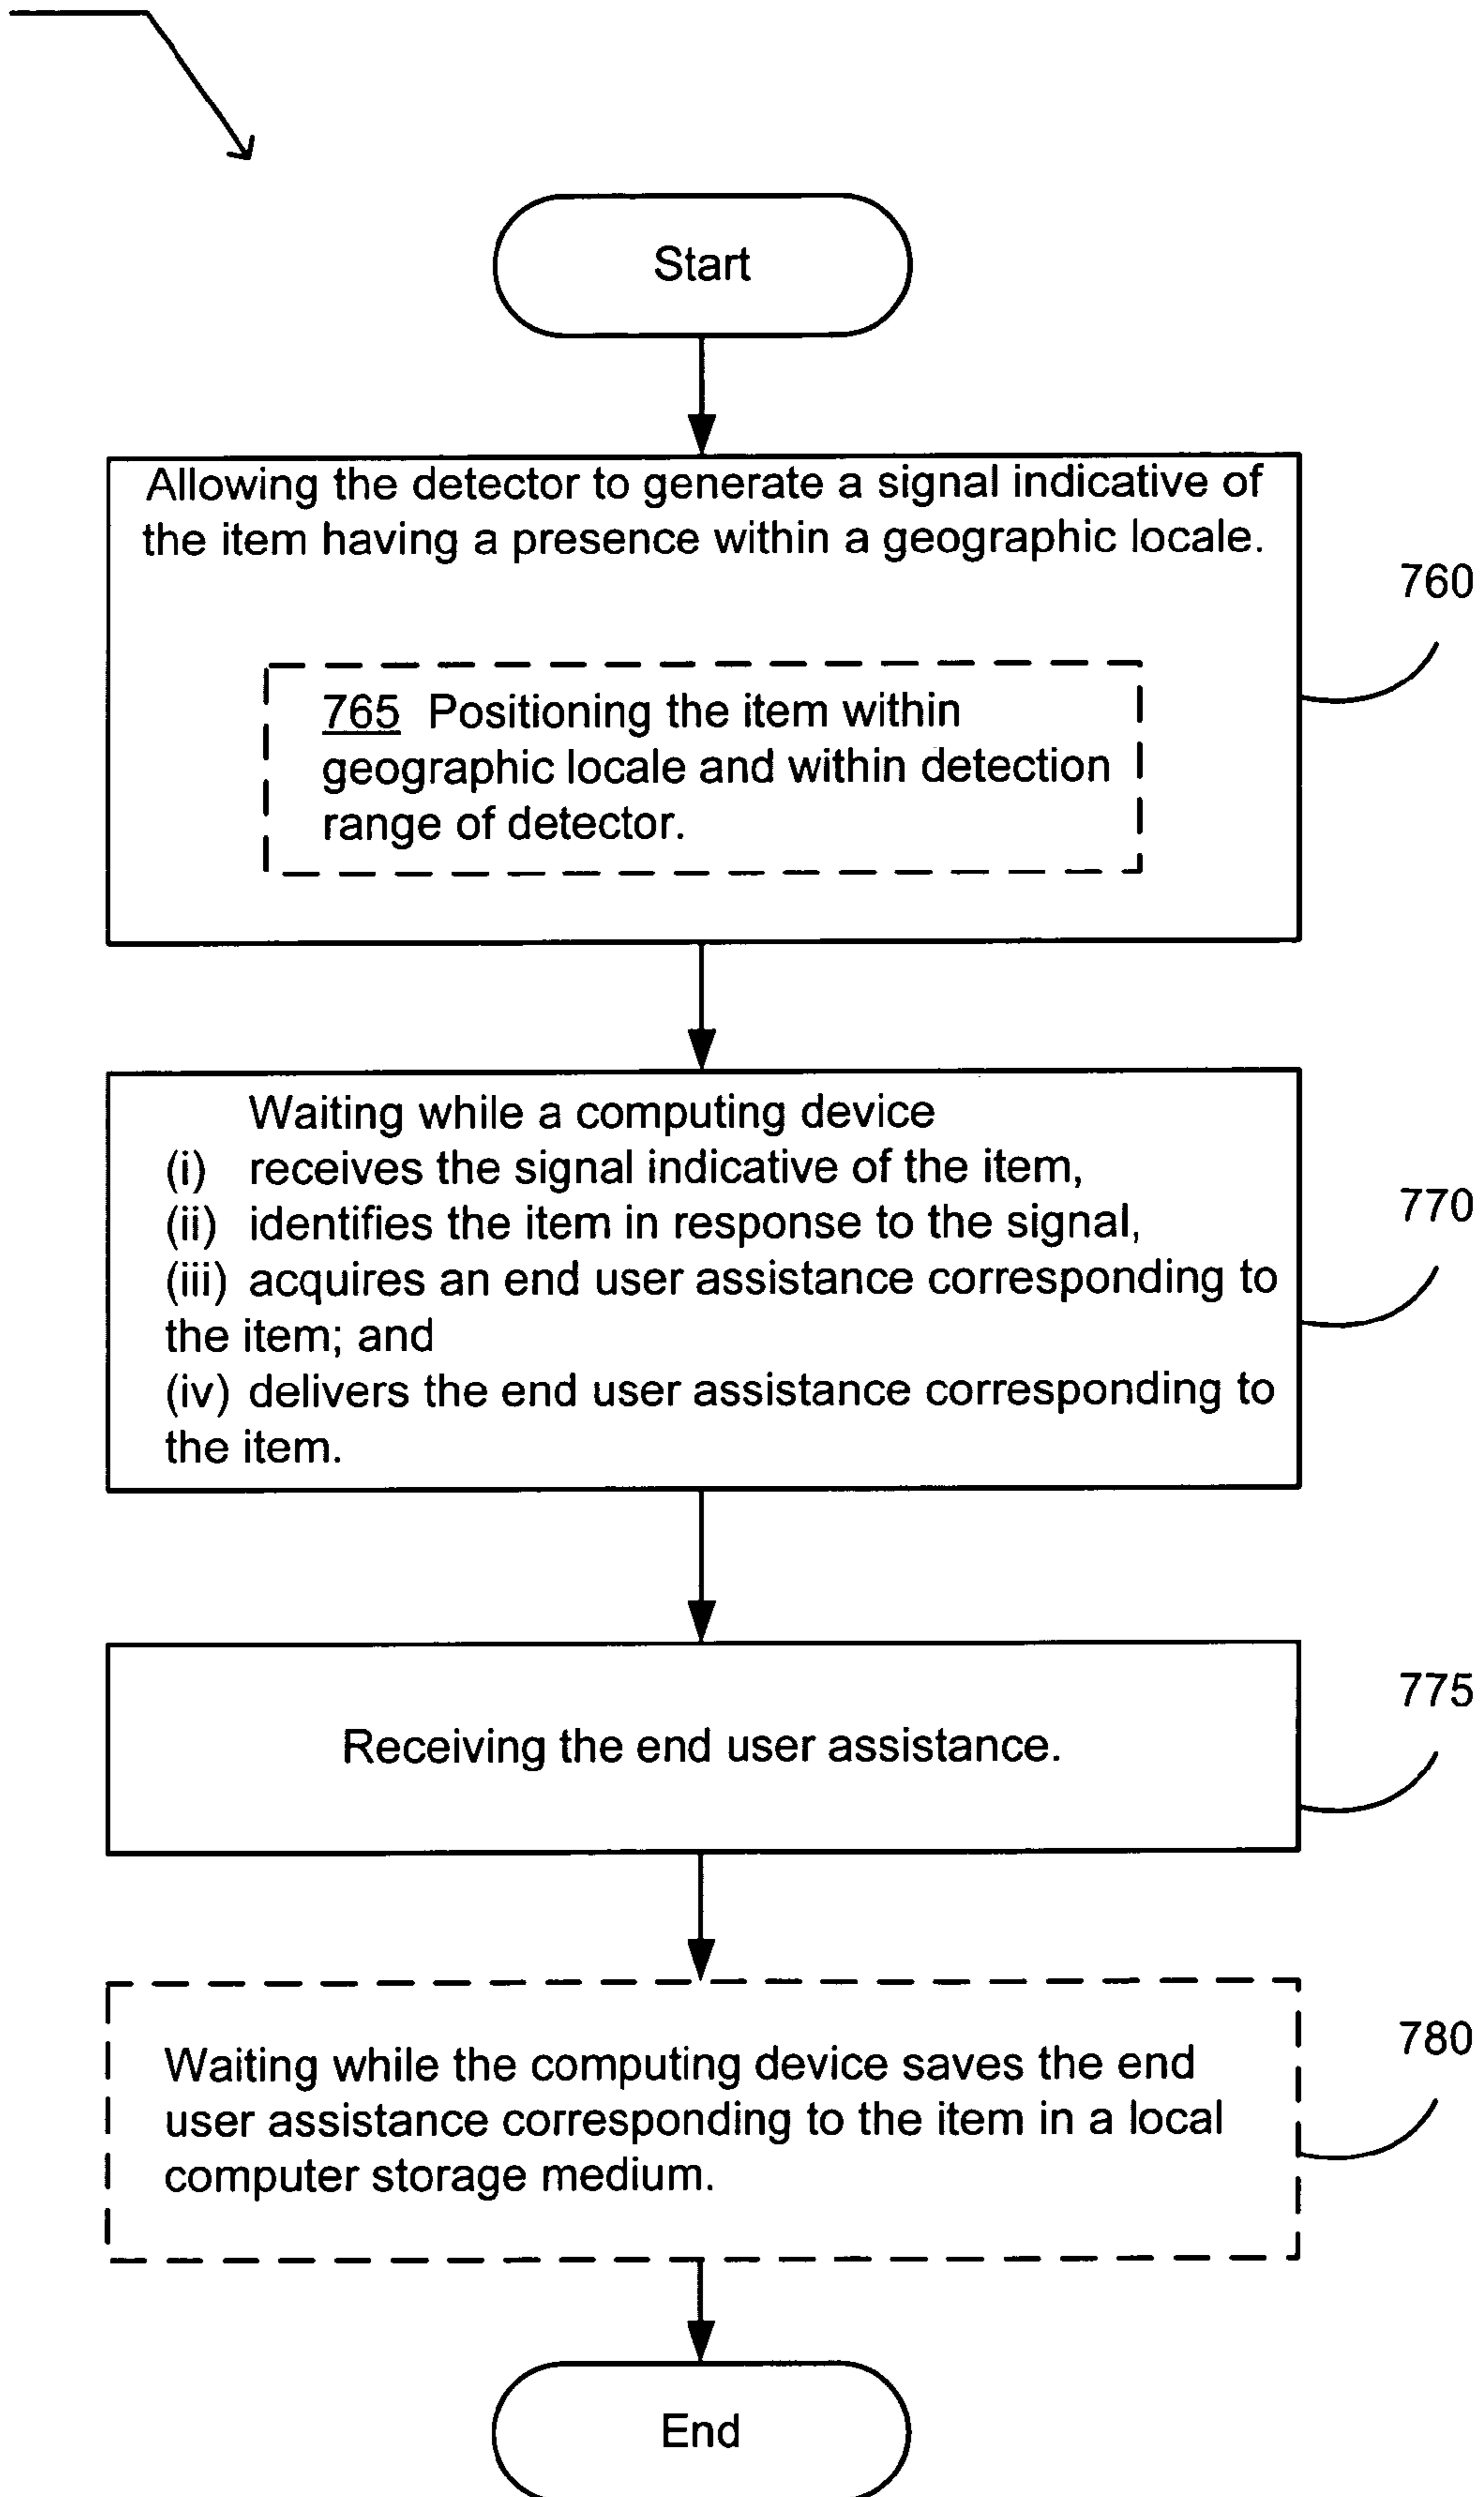 Start
Allowing the detector to generate a signal indicative of
the item having a presence within a geographic locale.
760
765 Positioning the item within
geographic locale and within detection
range of detector.
Waiting while a computing device
(i) receives the signal indicative of the item,
(ii) identifies the item in response to the signal,
(iii) acquires an end user assistance corresponding to
the item; and
(iv) delivers the end user assistance corresponding to
the item.
770
Receiving the end user assistance.
775
Waiting while the computing device saves the end
user assistance corresponding to the item in a local
computer storage medium.
780
End